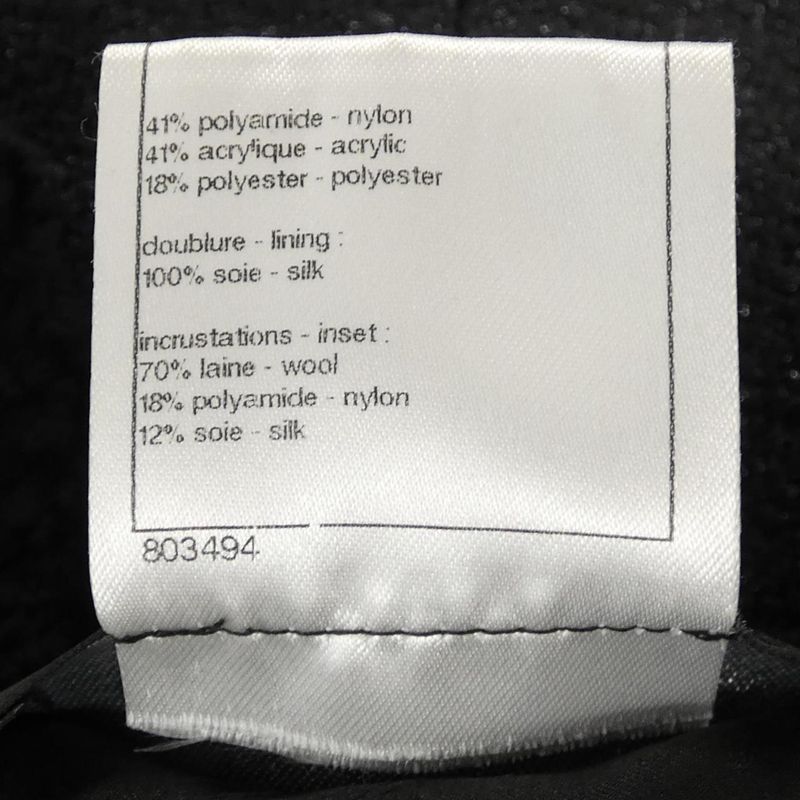 41% polyamide - nylon
41% acrylique - acrylic
18% polyester - polyester
doublure - lining :
100% soie - silk
incrustations - inset :
70% laine - wool
18% polyamide - nylon
12% soie - silk
803494